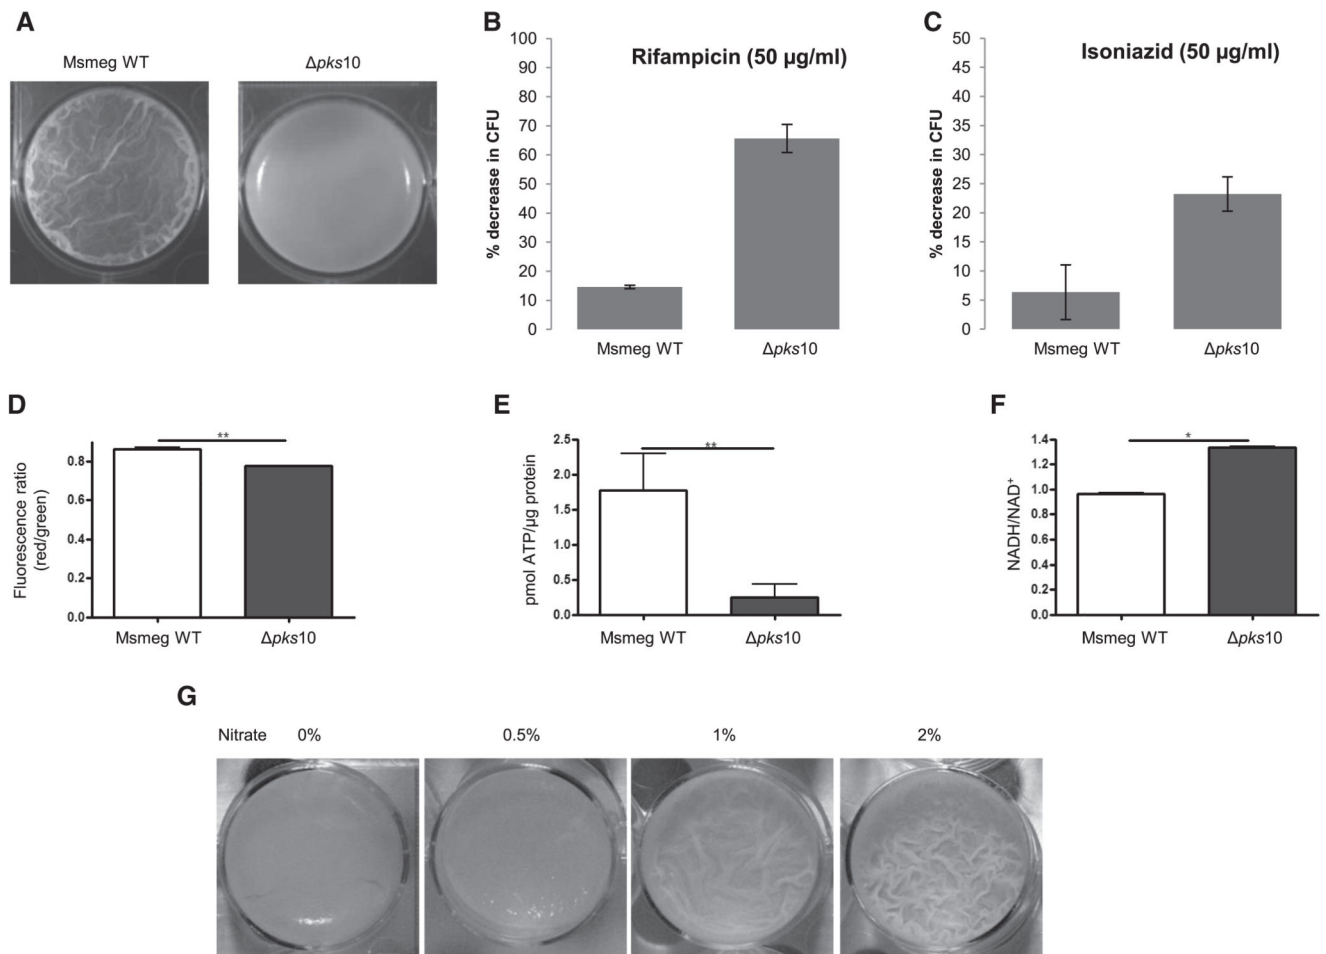 A
Msmeg WT Δpks10
B
Rifampicin (50 µg/ml)
% decrease in CFU
100
90
80
70
60
50
40
30
20
10
0
Msmeg WT Δpks10
C
Isoniazid (50 µg/ml)
% decrease in CFU
50
45
40
35
30
25
20
15
10
5
0
Msmeg WT Δpks10
D
Fluorescence ratio
(red/green)
0.8
0.6
0.4
0.2
0.0
**
Msmeg WT Δpks10
E
pmol ATP/µg protein
2.5
2.0
1.5
1.0
0.5
0.0
**
Msmeg WT Δpks10
F
NADH/NAD⁺
1.4
1.2
1.0
0.8
0.6
0.4
0.2
0.0
*
Msmeg WT Δpks10
G
Nitrate 0% 0.5% 1% 2%